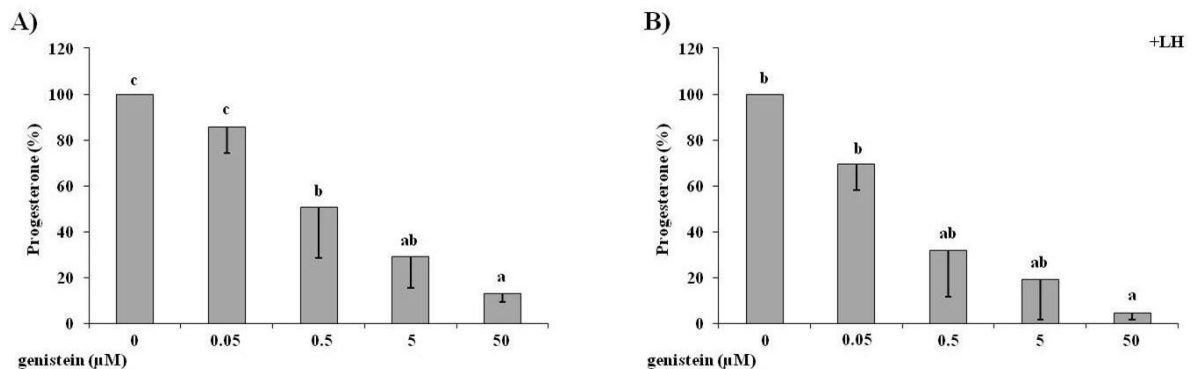 A)
120
100
80
60
40
20
0
Progesterone (%)
c
c
b
ab
a
0 0.05 0.5 5 50
genistein (µM)
B)
+LH
120
100
80
60
40
20
0
Progesterone (%)
b
b
ab
ab
a
0 0.05 0.5 5 50
genistein (µM)